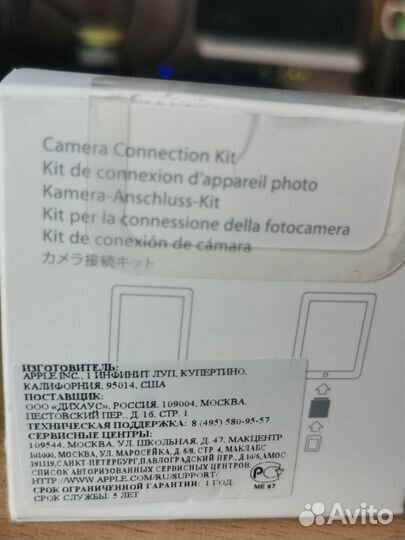 Camera Connection Kit
Kit de connexion d'appareil photo
Kamera-Anschluss-Kit
Kit per la connessione della fotocamera
Kit de conexión de cámara
カメラ接続キット
ИЗГОТОВИТЕЛЬ:
APPLE INC., 1 ИНФИНИТ ЛУП, КУПЕРТИНО,
КАЛИФОРНИЯ, 95014, США
ПОСТАВЩИК:
ООО «ДИХАУС», РОССИЯ, 109004, МОСКВА,
ПЕСТОВСКИЙ ПЕР., Д. 16, СТР. 1
ТЕХНИЧЕСКАЯ ПОДДЕРЖКА: 8 (495) 580-95-57
СЕРВИСНЫЕ ЦЕНТРЫ:
109544, МОСКВА, УЛ. ШКОЛЬНАЯ, Д. 47, МАКЦЕНТР
101000, МОСКВА, УЛ. МАРОСЕЙКА, Д. 6/8, СТР. 4, МАКЛАБС
191119, САНКТ-ПЕТЕРБУРГ, ПАВЛОГРАДСКИЙ ПЕР., Д.10/6, АМОС
СПИСОК АВТОРИЗОВАННЫХ СЕРВИСНЫХ ЦЕНТРОВ:
HTTP://WWW.APPLE.COM/RU/SUPPORT/
СРОК ОГРАНИЧЕННОЙ ГАРАНТИИ: 1 ГОД
СРОК СЛУЖБЫ: 5 ЛЕТ
РСТ
ME 67
Avito